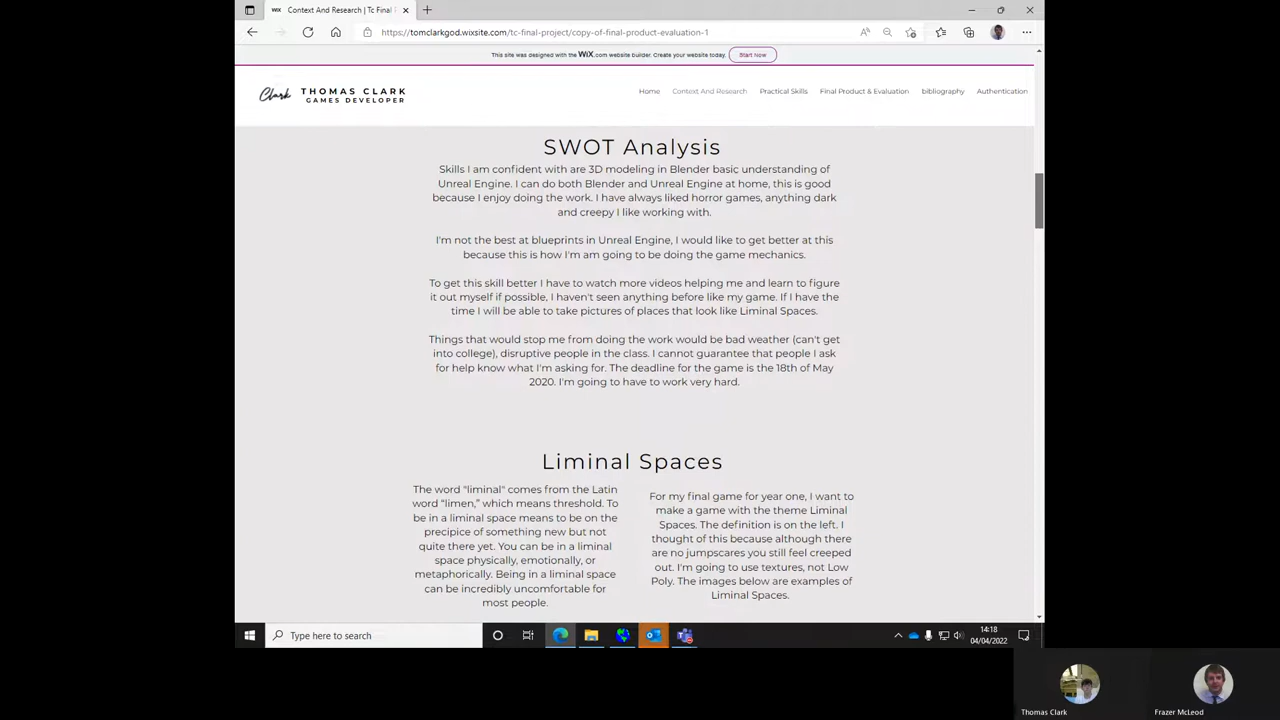 Context And Research | Tc Final
https://tomclarkgod.wixsite.com/tc-final-project/copy-of-final-product-evaluation-1
This site was designed with the WiX.com website builder. Create your website today. Start Now
Clark THOMAS CLARK
GAMES DEVELOPER
Home Context And Research Practical Skills Final Product & Evaluation bibliography Authentication
SWOT Analysis
Skills I am confident with are 3D modeling in Blender basic understanding of
Unreal Engine. I can do both Blender and Unreal Engine at home, this is good
because I enjoy doing the work. I have always liked horror games, anything dark
and creepy I like working with.
I'm not the best at blueprints in Unreal Engine, I would like to get better at this
because this is how I'm am going to be doing the game mechanics.
To get this skill better I have to watch more videos helping me and learn to figure
it out myself if possible, I haven't seen anything before like my game. If I have the
time I will be able to take pictures of places that look like Liminal Spaces.
Things that would stop me from doing the work would be bad weather (can't get
into college), disruptive people in the class. I cannot guarantee that people I ask
for help know what I'm asking for. The deadline for the game is the 18th of May
2020. I'm going to have to work very hard.
Liminal Spaces
The word "liminal" comes from the Latin
word “limen,” which means threshold. To
be in a liminal space means to be on the
precipice of something new but not
quite there yet. You can be in a liminal
space physically, emotionally, or
metaphorically. Being in a liminal space
can be incredibly uncomfortable for
most people.
For my final game for year one, I want to
make a game with the theme Liminal
Spaces. The definition is on the left. I
thought of this because although there
are no jumpscares you still feel creeped
out. I'm going to use textures, not Low
Poly. The images below are examples of
Liminal Spaces.
Type here to search
14:18
04/04/2022
Thomas Clark
Frazer McLeod